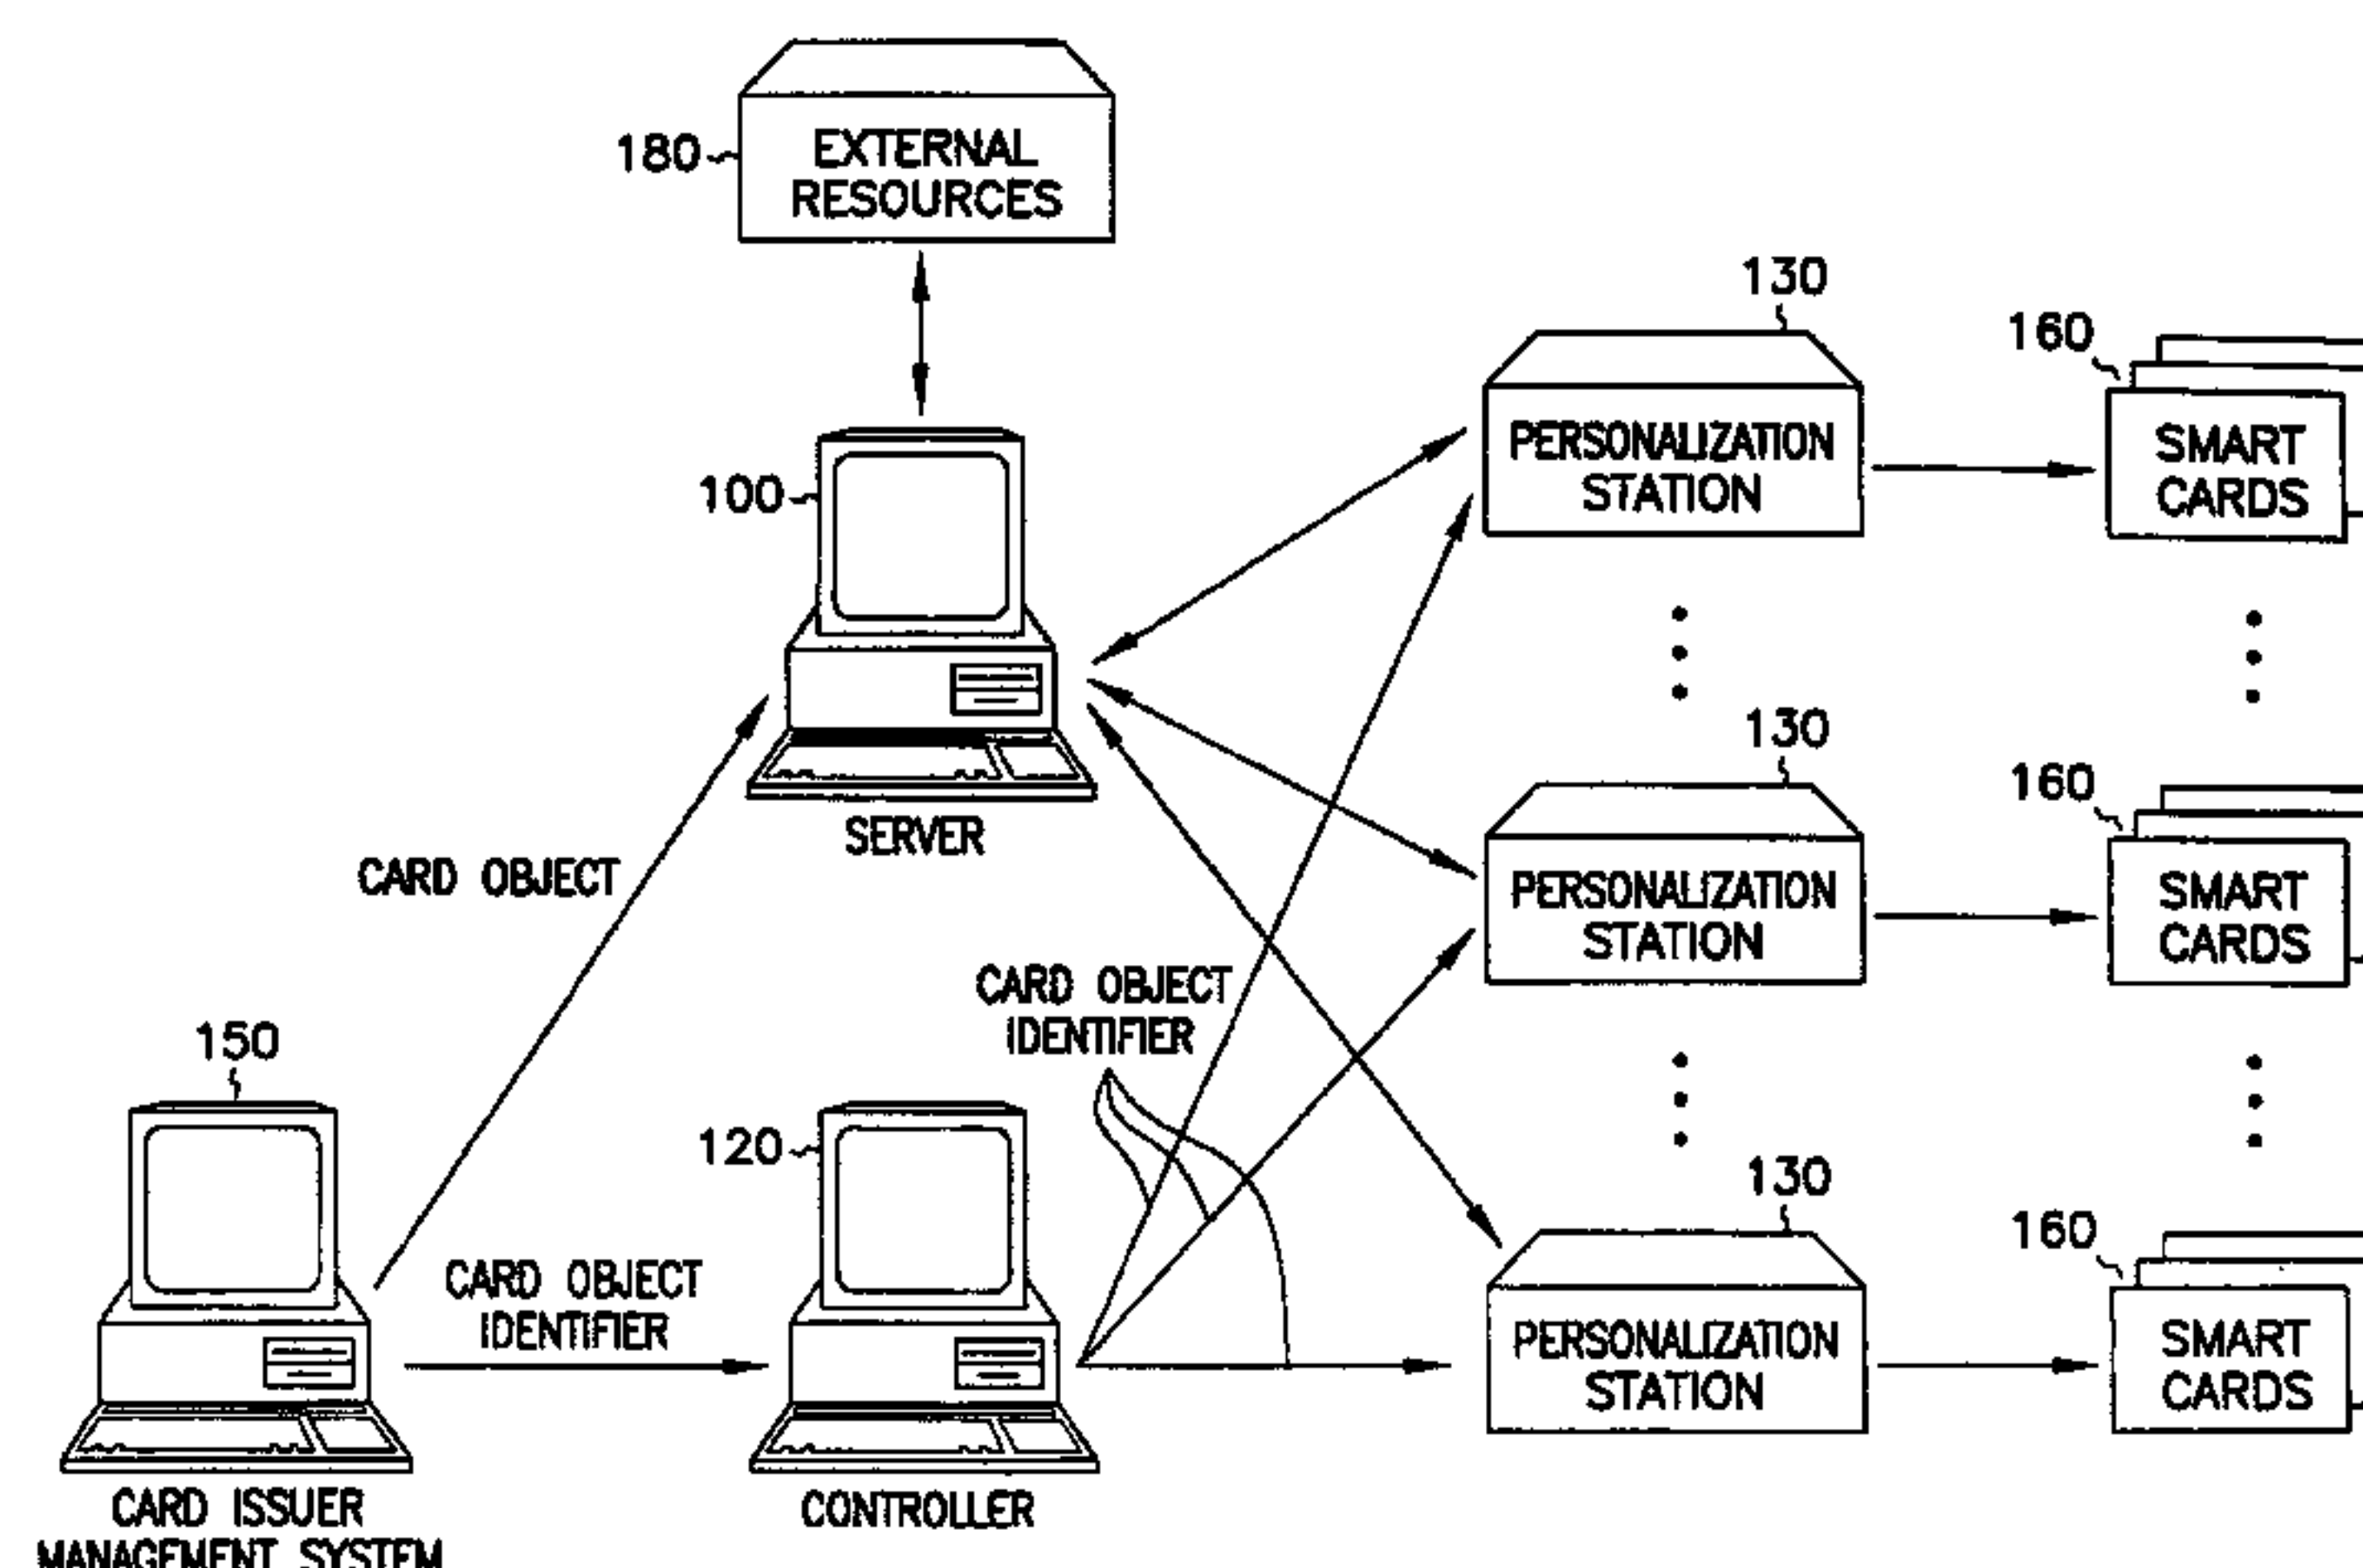 180
EXTERNAL
RESOURCES
130
160
PERSONALIZATION
STATION
SMART
CARDS
100
SERVER
130
160
PERSONALIZATION
STATION
SMART
CARDS
CARD OBJECT
CARD OBJECT
IDENTIFIER
150
120
130
160
CARD OBJECT
IDENTIFIER
PERSONALIZATION
STATION
SMART
CARDS
CARD ISSUER
MANAGEMENT SYSTEM
CONTROLLER